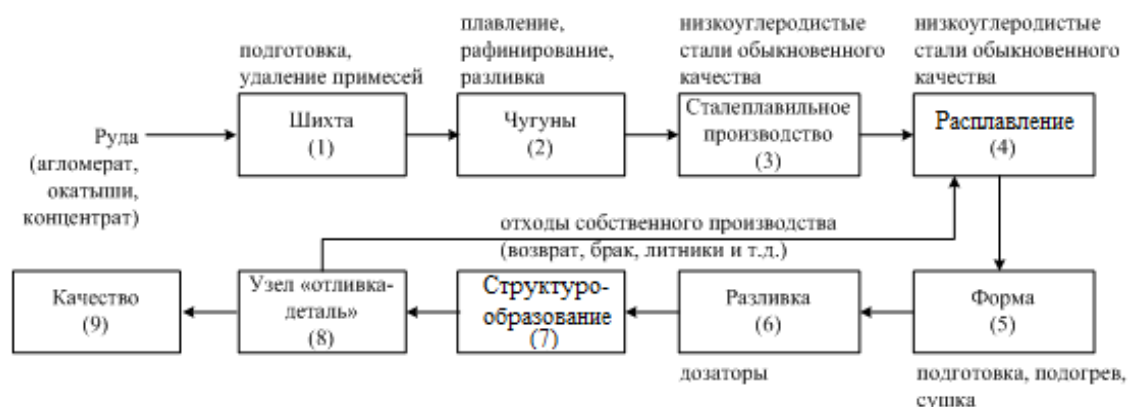 подготовка,
удаление примесей
плавление,
рафинирование,
разливка
низкоуглеродистые
стали обыкновенного
качества
низкоуглеродистые
стали обыкновенного
качества
Руда
(агломерат,
окатыши,
концентрат)
Шихта
(1)
Чугуны
(2)
Сталеплавильное
производство
(3)
Расплавление
(4)
отходы собственного производства
(возврат, брак, литники и т.д.)
Качество
(9)
Узел «отливка-
деталь»
(8)
Структуро-
образование
(7)
Разливка
(6)
Форма
(5)
дозаторы
подготовка, подогрев,
сушка